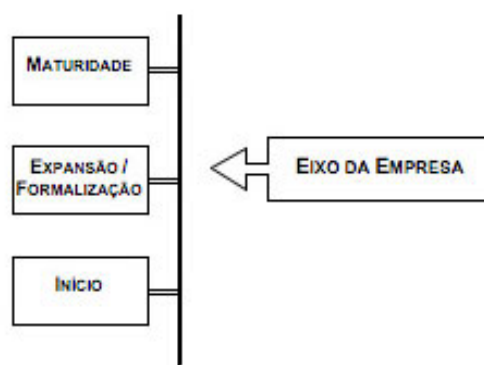 MATURIDADE
EXPANSÃO /
FORMALIZAÇÃO
EIXO DA EMPRESA
INÍCIO